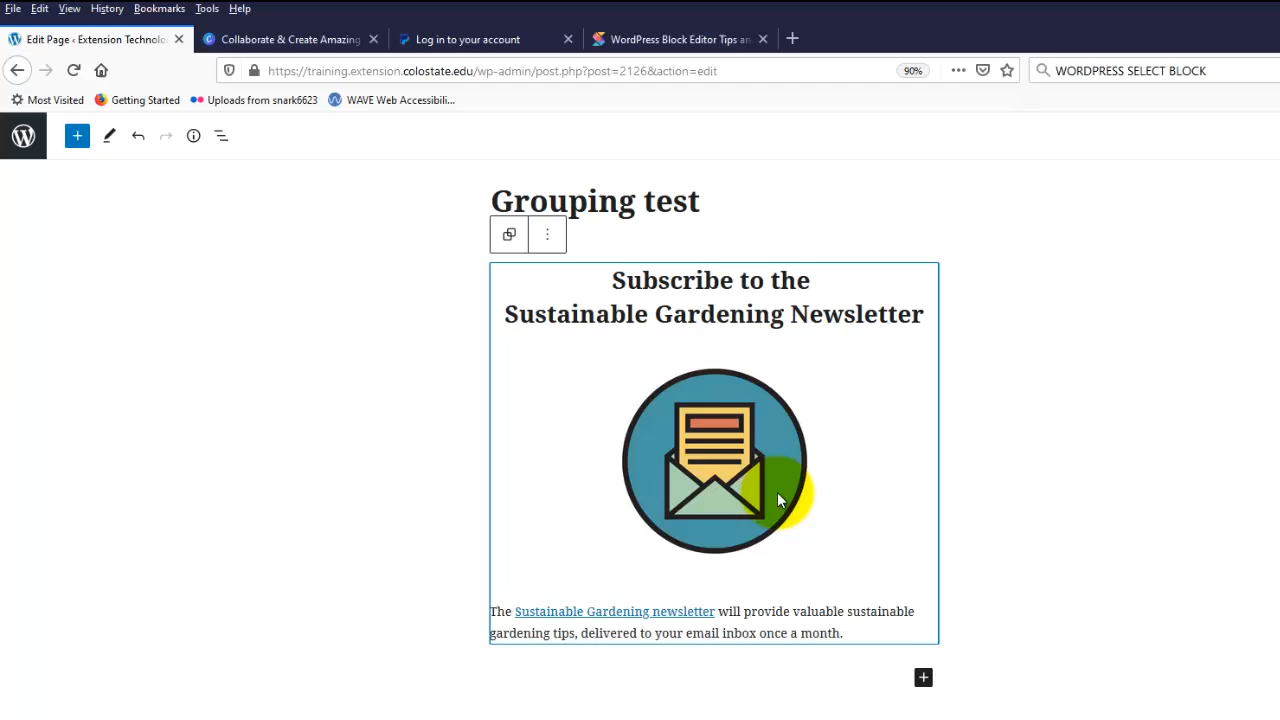 File Edit View History Bookmarks Tools Help
Edit Page ‹ Extension Technolo Collaborate & Create Amazing Log in to your account WordPress Block Editor Tips an
https://training.extension.colostate.edu/wp-admin/post.php?post=2126&action=edit 90% WORDPRESS SELECT BLOCK
Most Visited Getting Started Uploads from snark6623 WAVE Web Accessibili...
Grouping test
Subscribe to the
Sustainable Gardening Newsletter
The Sustainable Gardening newsletter will provide valuable sustainable
gardening tips, delivered to your email inbox once a month.